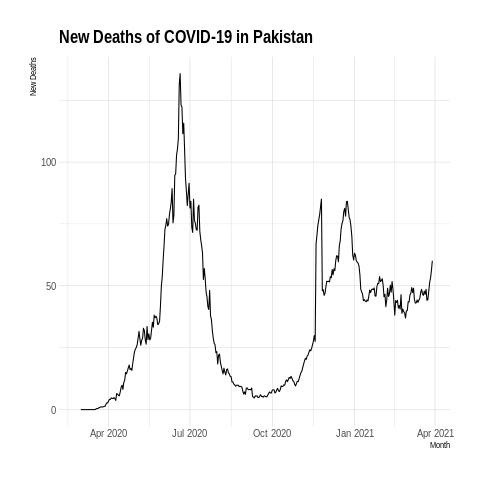 New Deaths of COVID-19 in Pakistan
New Deaths
100
50
0
Apr 2020
Jul 2020
Oct 2020
Jan 2021
Apr 2021
Month